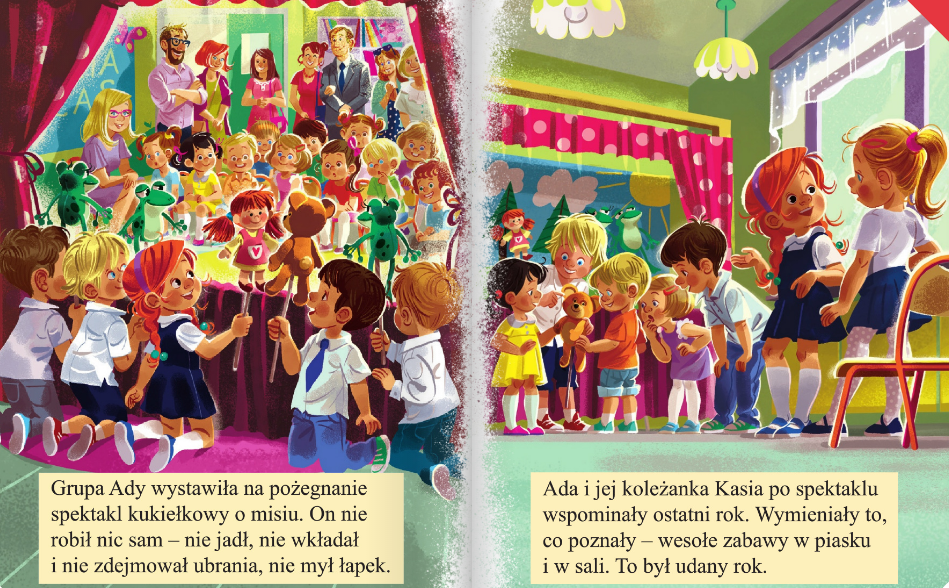 Grupa Ady wystawiła na pożegnanie
spektakl kukiełkowy o misiu. On nie
robił nic sam – nie jadł, nie wkładał
i nie zdejmował ubrania, nie mył łapek.
Ada i jej koleżanka Kasia po spektaklu
wspominały ostatni rok. Wymieniały to,
co poznały – wesołe zabawy w piasku
i w sali. To był udany rok.